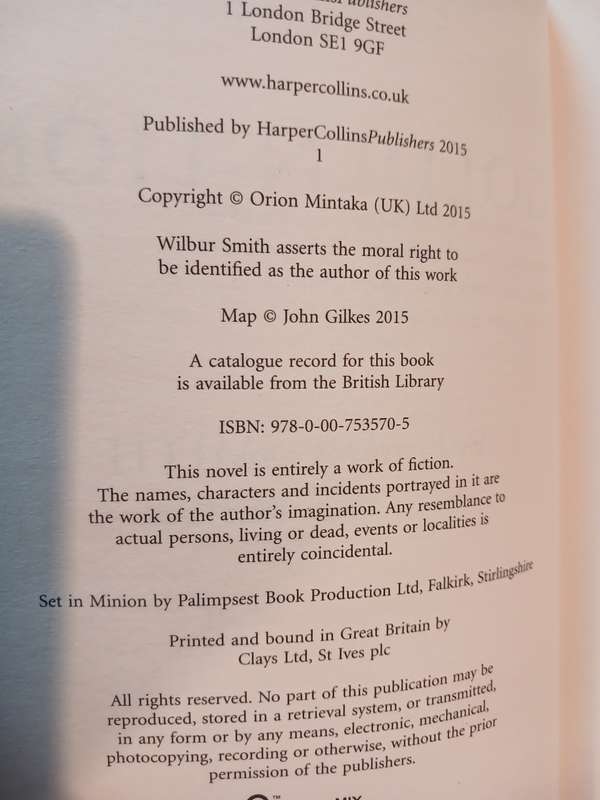 Publishers
1 London Bridge Street
London SE1 9GF
www.harpercollins.co.uk
Published by HarperCollinsPublishers 2015
1
Copyright © Orion Mintaka (UK) Ltd 2015
Wilbur Smith asserts the moral right to
be identified as the author of this work
Map © John Gilkes 2015
A catalogue record for this book
is available from the British Library
ISBN: 978-0-00-753570-5
This novel is entirely a work of fiction.
The names, characters and incidents portrayed in it are
the work of the author's imagination. Any resemblance to
actual persons, living or dead, events or localities is
entirely coincidental.
Set in Minion by Palimpsest Book Production Ltd, Falkirk, Stirlingshire
Printed and bound in Great Britain by
Clays Ltd, St Ives plc
All rights reserved. No part of this publication may be
reproduced, stored in a retrieval system, or transmitted,
in any form or by any means, electronic, mechanical,
photocopying, recording or otherwise, without the prior
permission of the publishers.
™ MIX